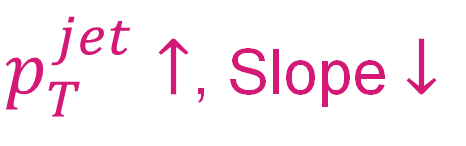 p_T^{jet} ↑, Slope ↓